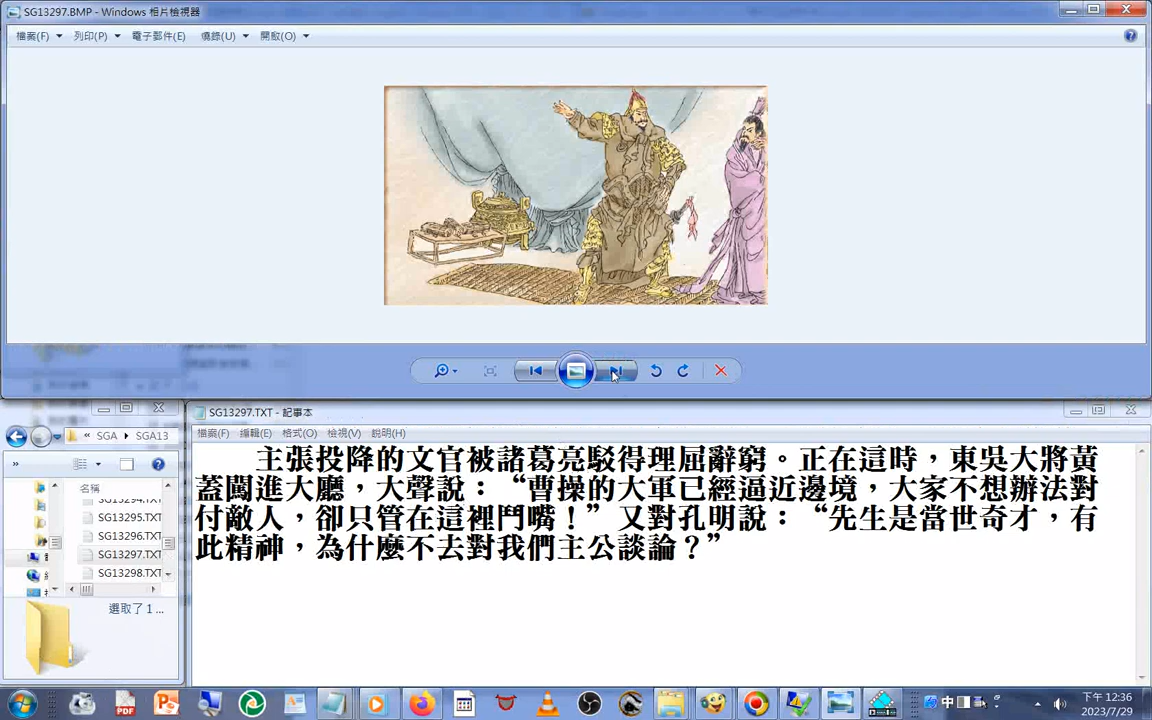 SG13297.BMP - Windows 相片檢視器
檔案(F) 列印(P) 電子郵件(E) 燒錄(U) 開啟(O)
SGA SGA13
名稱
SG13294.TXT
SG13295.TXT
SG13296.TXT
SG13297.TXT
SG13298.TXT
選取了 1 ...
SG13297.TXT - 記事本
檔案(F) 編輯(E) 格式(O) 檢視(V) 說明(H)
主張投降的文官被諸葛亮駁得理屈辭窮。正在這時，東吳大將黃
蓋闖進大廳，大聲說：“曹操的大軍已經逼近邊境，大家不想辦法對
付敵人，卻只管在這裡鬥嘴！”又對孔明說：“先生是當世奇才，有
此精神，為什麼不去對我們主公談論？”
中
下午 12:36
2023/7/29